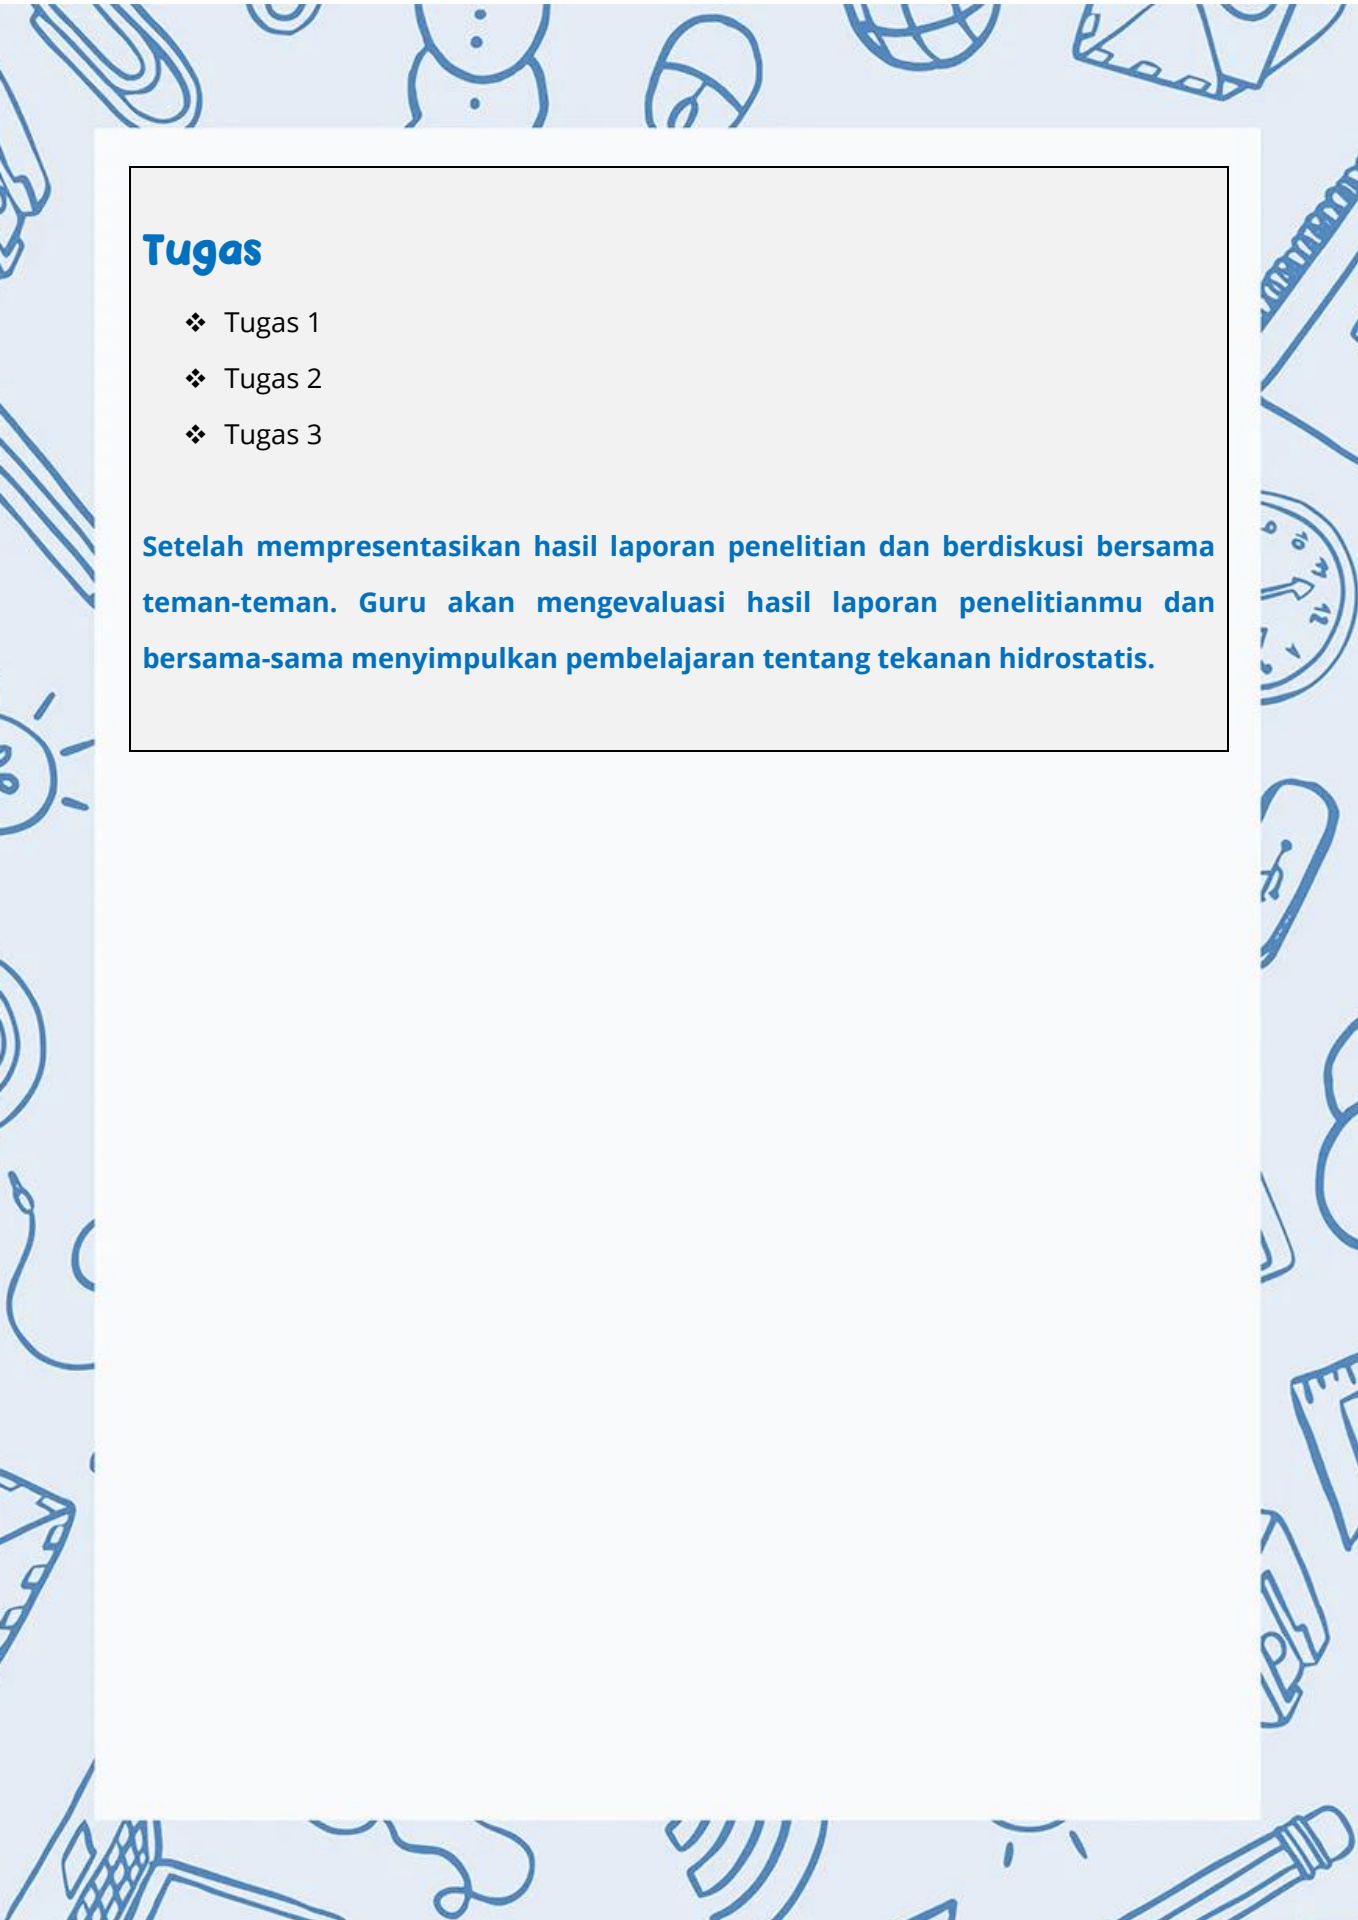 Tugas
❖ Tugas 1
❖ Tugas 2
❖ Tugas 3
Setelah mempresentasikan hasil laporan penelitian dan berdiskusi bersama
teman-teman. Guru akan mengevaluasi hasil laporan penelitianmu dan
bersama-sama menyimpulkan pembelajaran tentang tekanan hidrostatis.